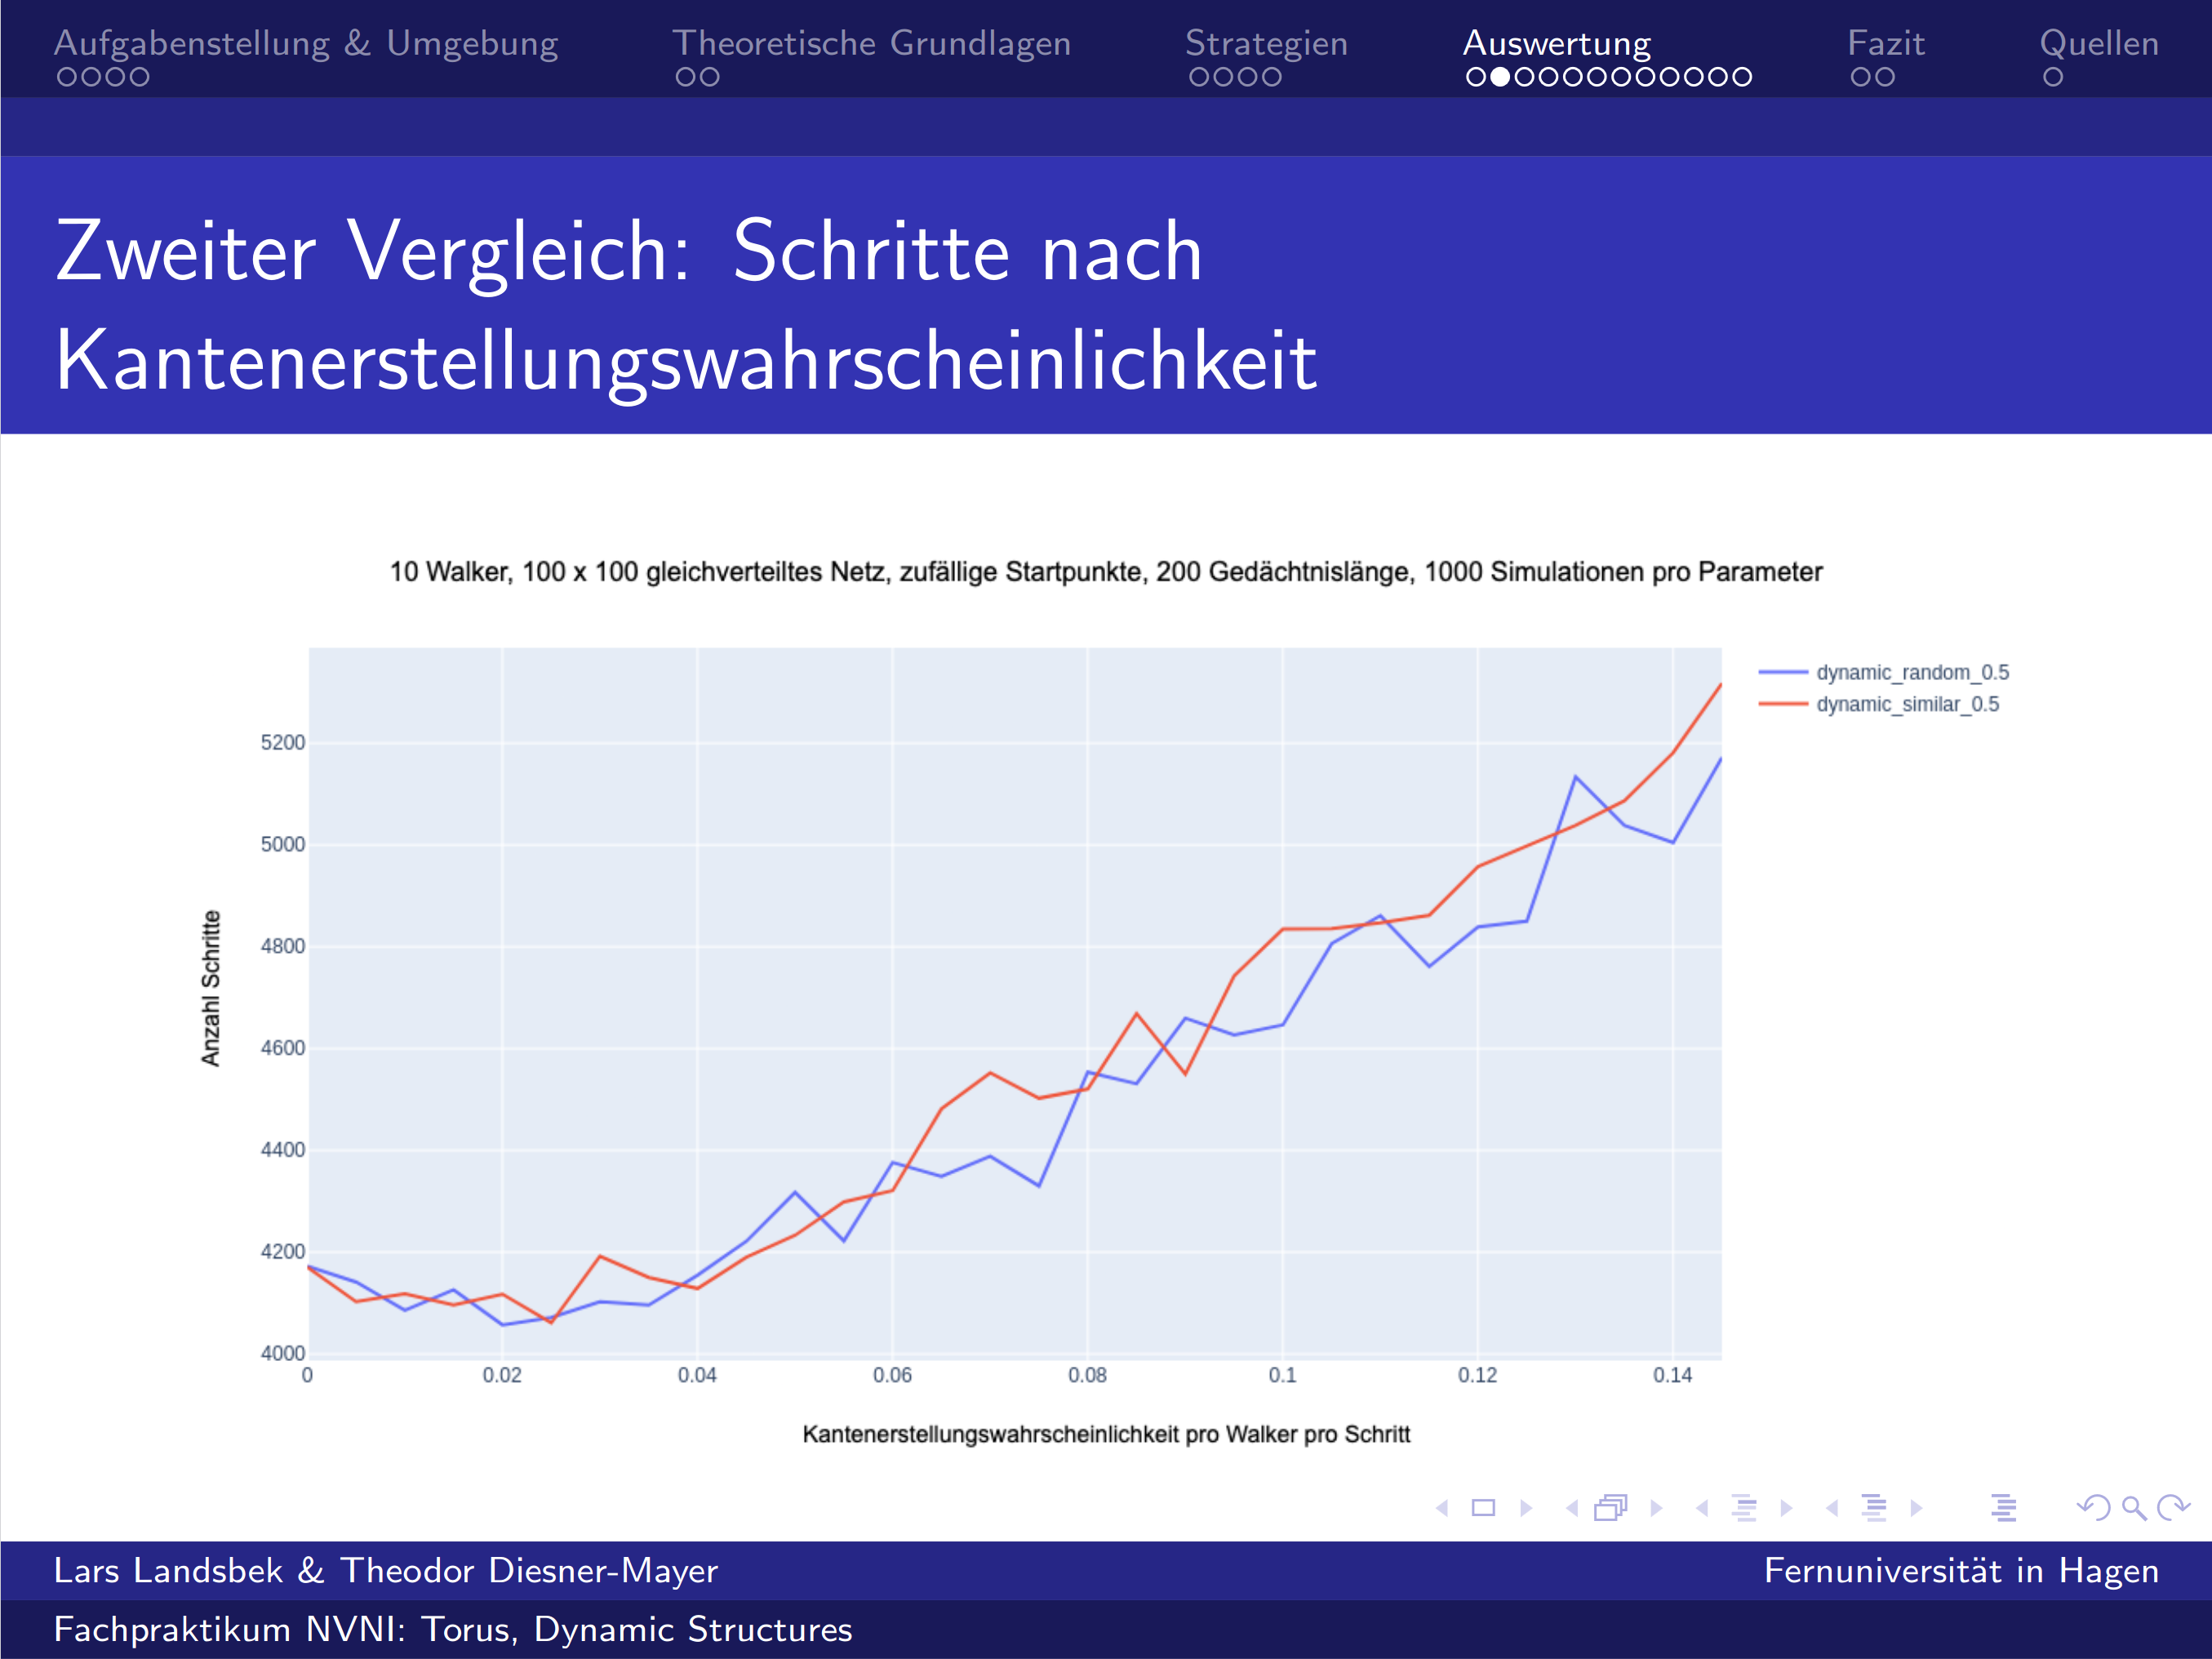 Aufgabenstellung & Umgebung Theoretische Grundlagen Strategien Auswertung Fazit Quellen
Zweiter Vergleich: Schritte nach
Kantenerstellungswahrscheinlichkeit
10 Walker, 100 x 100 gleichverteiltes Netz, zufällige Startpunkte, 200 Gedächtnislänge, 1000 Simulationen pro Parameter
dynamic_random_0.5
dynamic_similar_0.5
Anzahl Schritte
5200
5000
4800
4600
4400
4200
4000
0 0.02 0.04 0.06 0.08 0.1 0.12 0.14
Kantenerstellungswahrscheinlichkeit pro Walker pro Schritt
Lars Landsbek & Theodor Diesner-Mayer Fernuniversität in Hagen
Fachpraktikum NVNI: Torus, Dynamic Structures